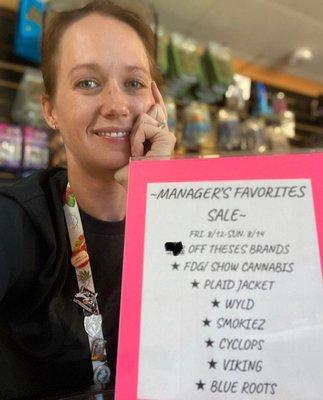 ~MANAGER'S FAVORITES
SALE~
FRI. 8/12-SUN. 8/14
OFF THESES BRANDS
★ FDG/ SHOW CANNABIS
★ PLAID JACKET
★ WYLD
★ SMOKIEZ
★ CYCLOPS
★ VIKING
★ BLUE ROOTS